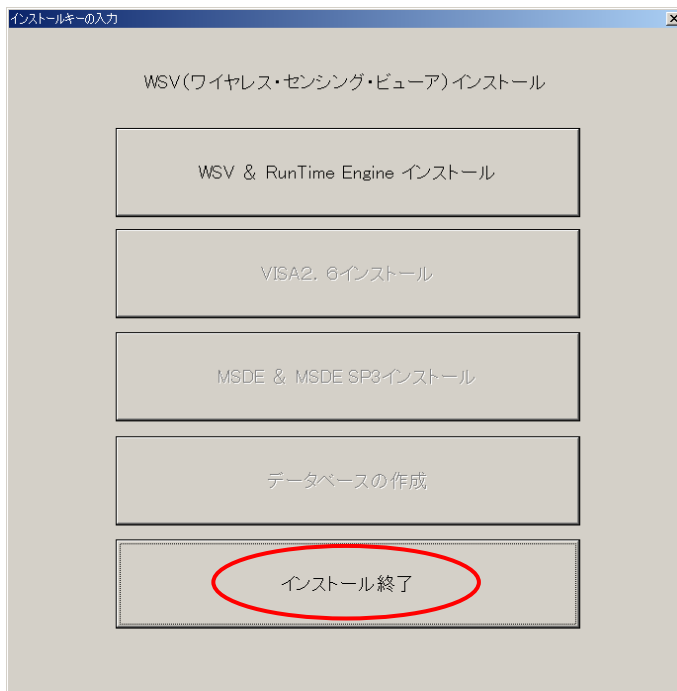 インストールキーの入力
WSV(ワイヤレス・センシング・ビューア)インストール
WSV & RunTime Engine インストール
VISA2.6インストール
MSDE & MSDE SP3インストール
データベースの作成
インストール終了